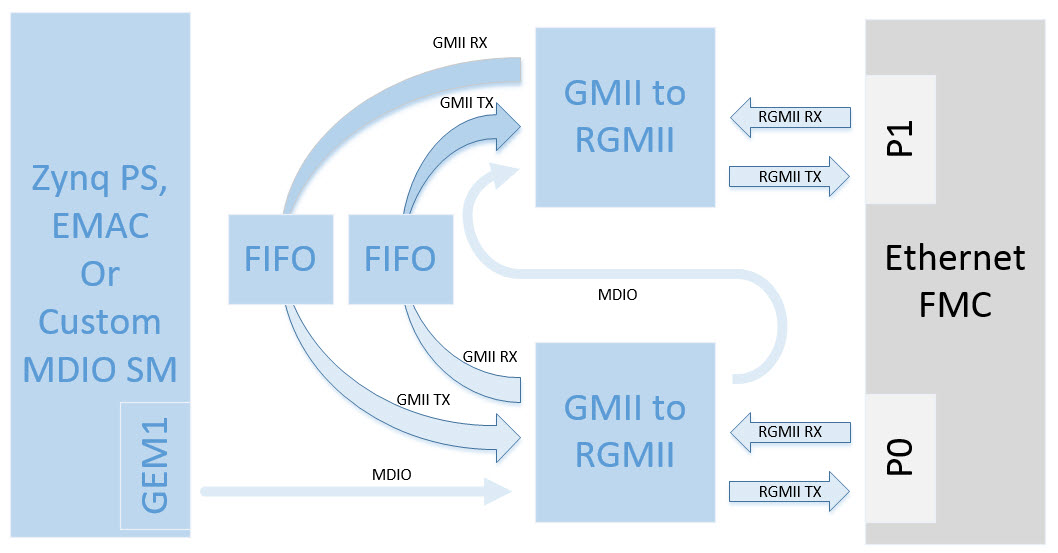 Zynq PS,
EMAC
Or
Custom
MDIO SM
GEM1
GMII RX
GMII TX
FIFO
FIFO
GMII RX
GMII TX
MDIO
MDIO
GMII to
RGMII
GMII to
RGMII
RGMII RX
RGMII TX
RGMII RX
RGMII TX
P1
Ethernet
FMC
P0